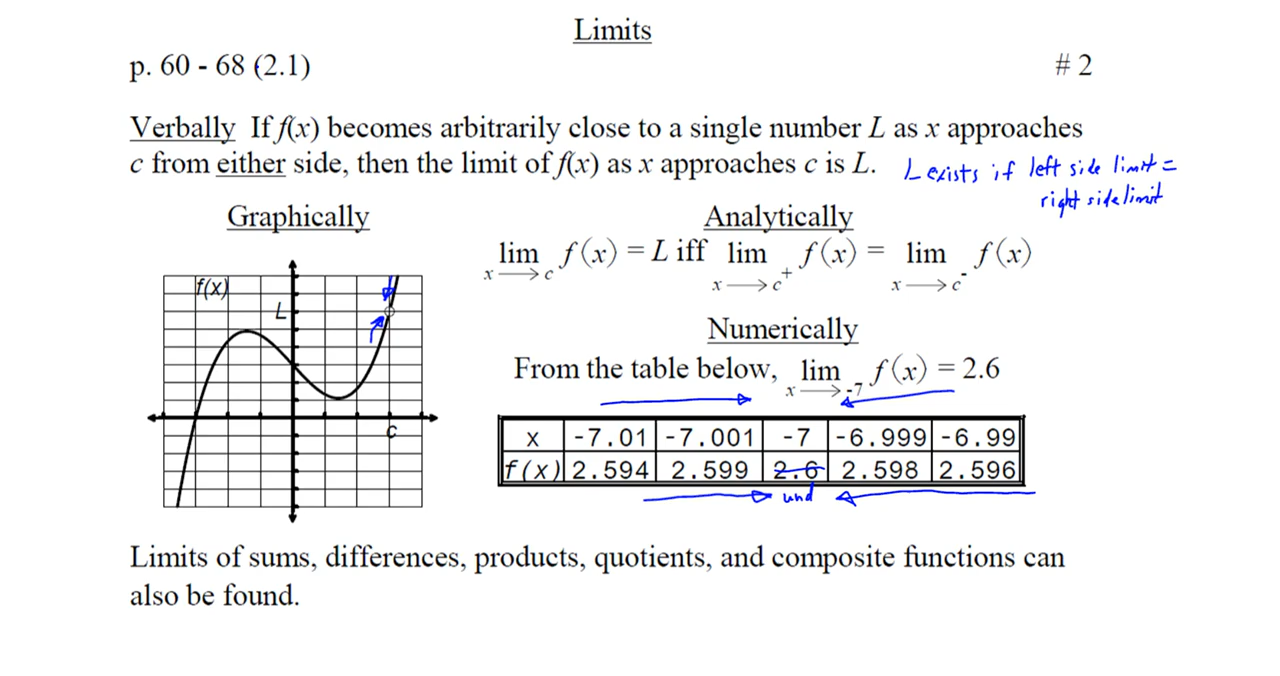 Limits
p. 60 - 68 (2.1) # 2
Verbally If f(x) becomes arbitrarily close to a single number L as x approaches
c from either side, then the limit of f(x) as x approaches c is L. L exists if left side limit =
right side limit
Graphically
f(x)
L
c
Analytically
lim x→c f(x) = L iff lim x→c⁺ f(x) = lim x→c⁻ f(x)
Numerically
From the table below, lim x→-7 f(x) = 2.6
x -7.01 -7.001 -7 -6.999 -6.99
f(x) 2.594 2.599 2.6 2.598 2.596
und
Limits of sums, differences, products, quotients, and composite functions can
also be found.